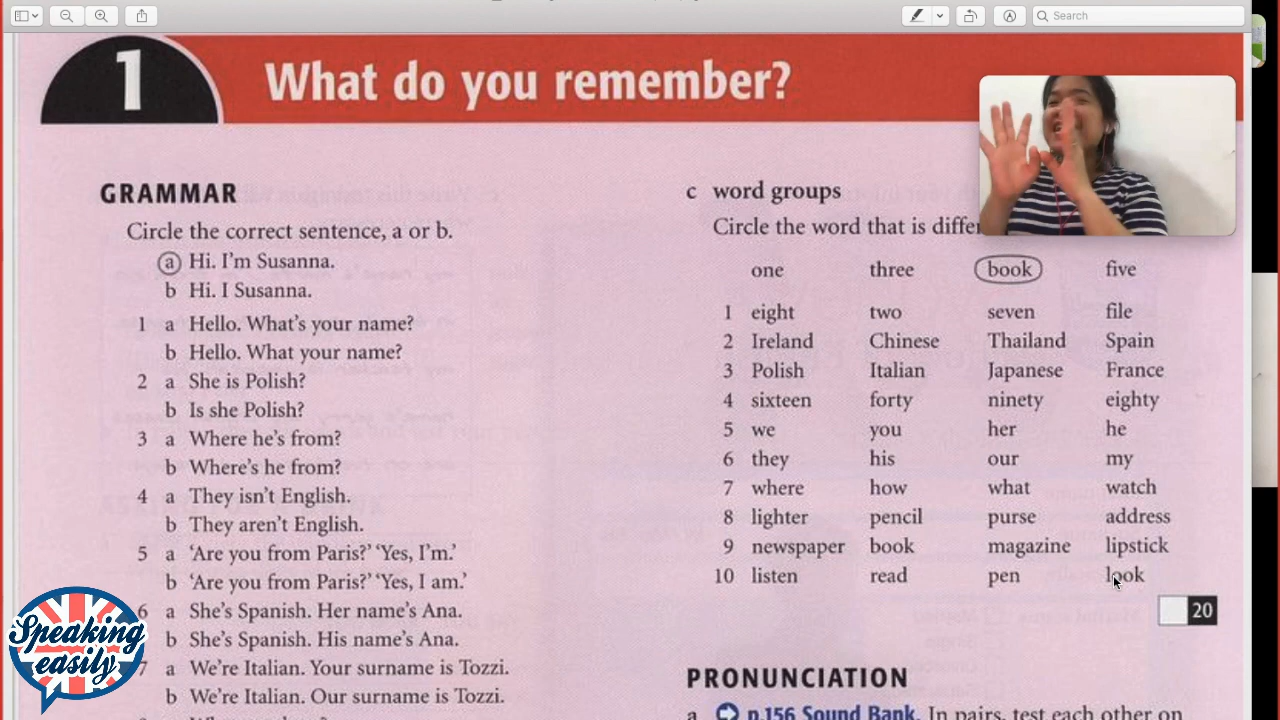 Search
1 What do you remember?
GRAMMAR
Circle the correct sentence, a or b.
a Hi. I'm Susanna.
b Hi. I Susanna.
1 a Hello. What's your name?
b Hello. What your name?
2 a She is Polish?
b Is she Polish?
3 a Where he's from?
b Where's he from?
4 a They isn't English.
b They aren't English.
5 a 'Are you from Paris?' 'Yes, I'm.'
b 'Are you from Paris?' 'Yes, I am.'
6 a She's Spanish. Her name's Ana.
b She's Spanish. His name's Ana.
7 a We're Italian. Your surname is Tozzi.
b We're Italian. Our surname is Tozzi.
c word groups
Circle the word that is
one three book five
1 eight two seven file
2 Ireland Chinese Thailand Spain
3 Polish Italian Japanese France
4 sixteen forty ninety eighty
5 we you her he
6 they his our my
7 where how what watch
8 lighter pencil purse address
9 newspaper book magazine lipstick
10 listen read pen look
20
PRONUNCIATION
a p.156 Sound Bank. In pairs, test each other on
Speaking
easily